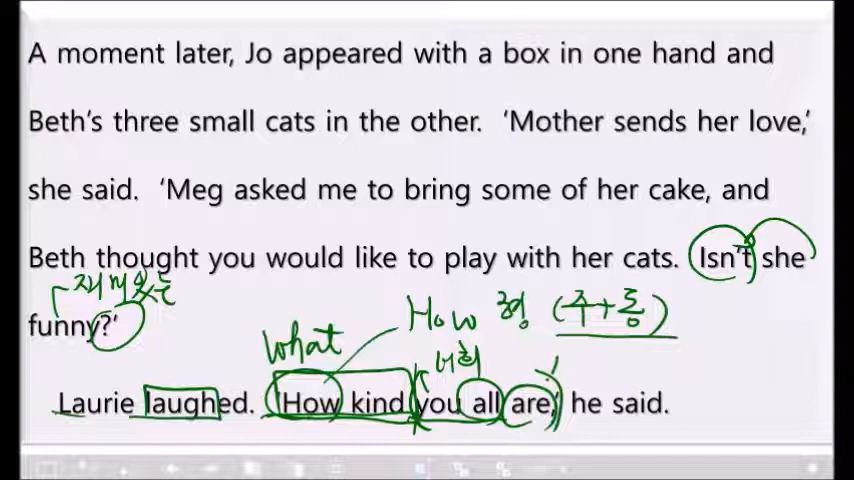 A moment later, Jo appeared with a box in one hand and
Beth's three small cats in the other. 'Mother sends her love,'
she said. 'Meg asked me to bring some of her cake, and
Beth thought you would like to play with her cats. Isn't she
재미있는
funny?'
How 형 (주+동)
what
너희
Laurie laughed. 'How kind you all are,' he said.